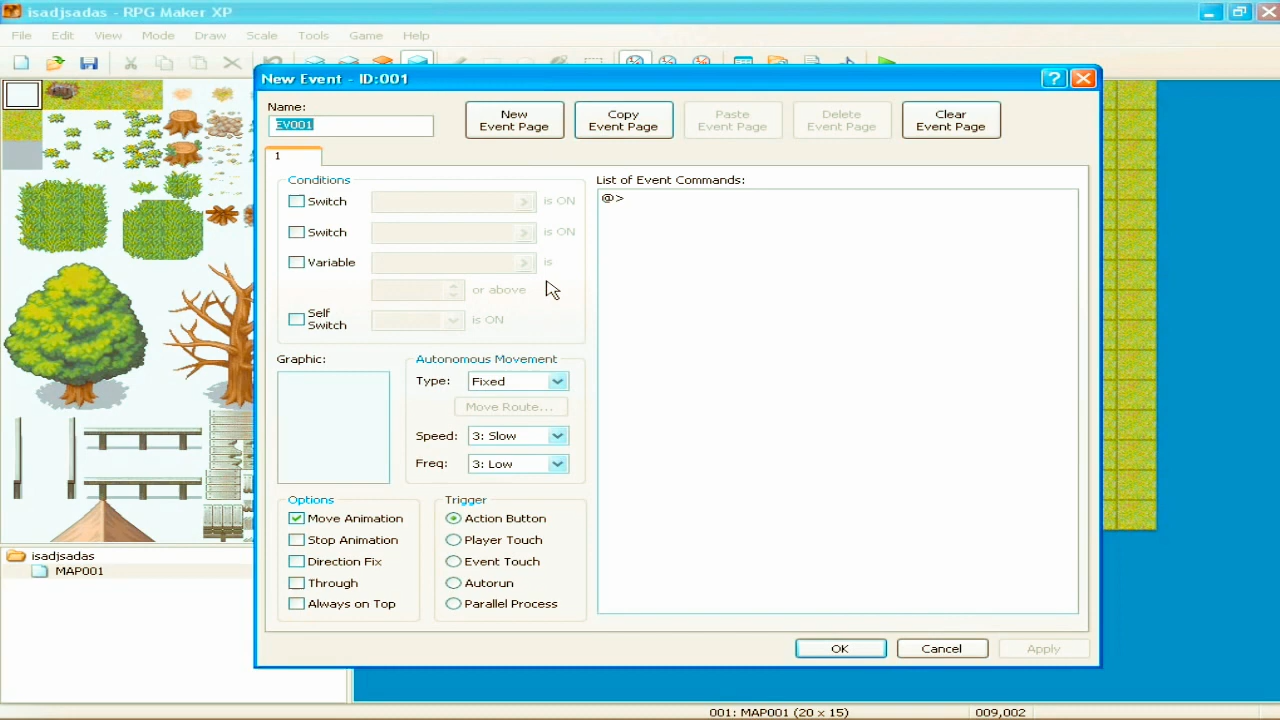 isadjsadas - RPG Maker XP
File Edit View Mode Draw Scale Tools Game Help
New Event - ID:001
Name:
EV001
New Event Page
Copy Event Page
Paste Event Page
Delete Event Page
Clear Event Page
1
Conditions
Switch is ON
Switch is ON
Variable is
or above
Self Switch is ON
List of Event Commands:
@>
Graphic:
Autonomous Movement
Type: Fixed
Move Route...
Speed: 3: Slow
Freq: 3: Low
Options
Move Animation
Stop Animation
Direction Fix
Through
Always on Top
Trigger
Action Button
Player Touch
Event Touch
Autorun
Parallel Process
OK Cancel Apply
isadjsadas
MAP001
001: MAP001 (20 x 15) 009,002